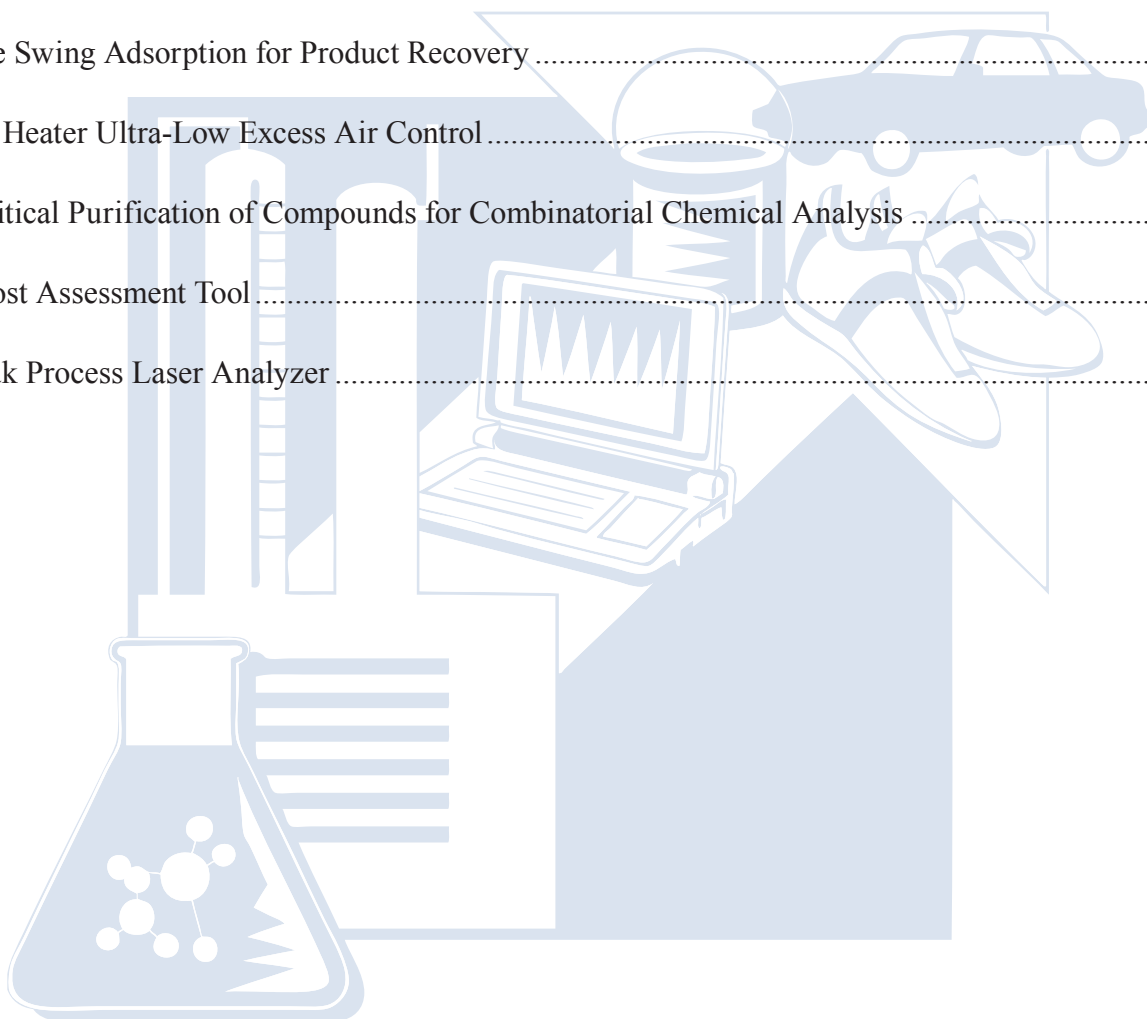 e Swing Adsorption for Product Recovery ................................................................
Heater Ultra-Low Excess Air Control ................................................................
itical Purification of Compounds for Combinatorial Chemical Analysis ................................
ost Assessment Tool ................................................................
k Process Laser Analyzer ................................................................